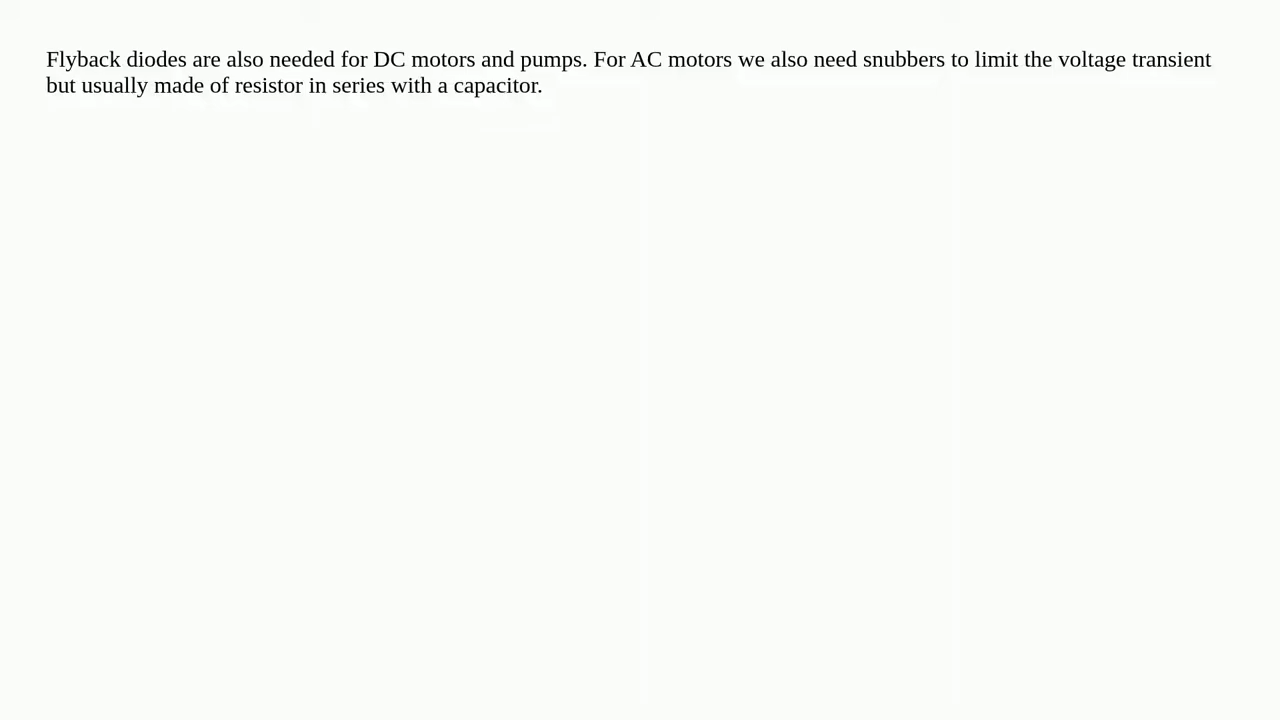 Flyback diodes are also needed for DC motors and pumps. For AC motors we also need snubbers to limit the voltage transient
but usually made of resistor in series with a capacitor.